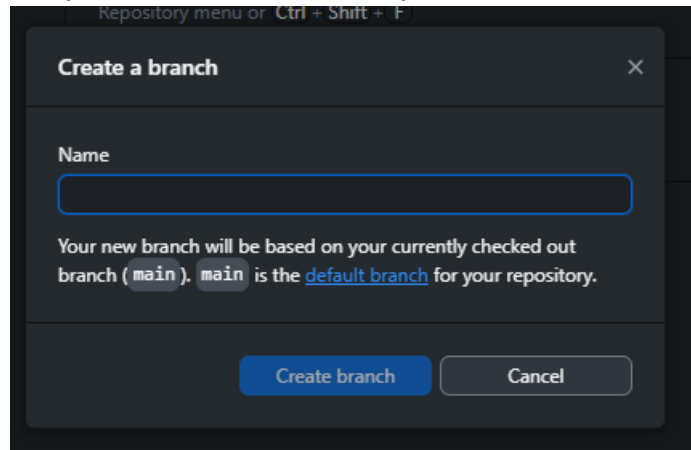 Repository menu or Ctrl + Shift + F
Create a branch
Name
Your new branch will be based on your currently checked out
branch ( main ). main is the default branch for your repository.
Create branch
Cancel